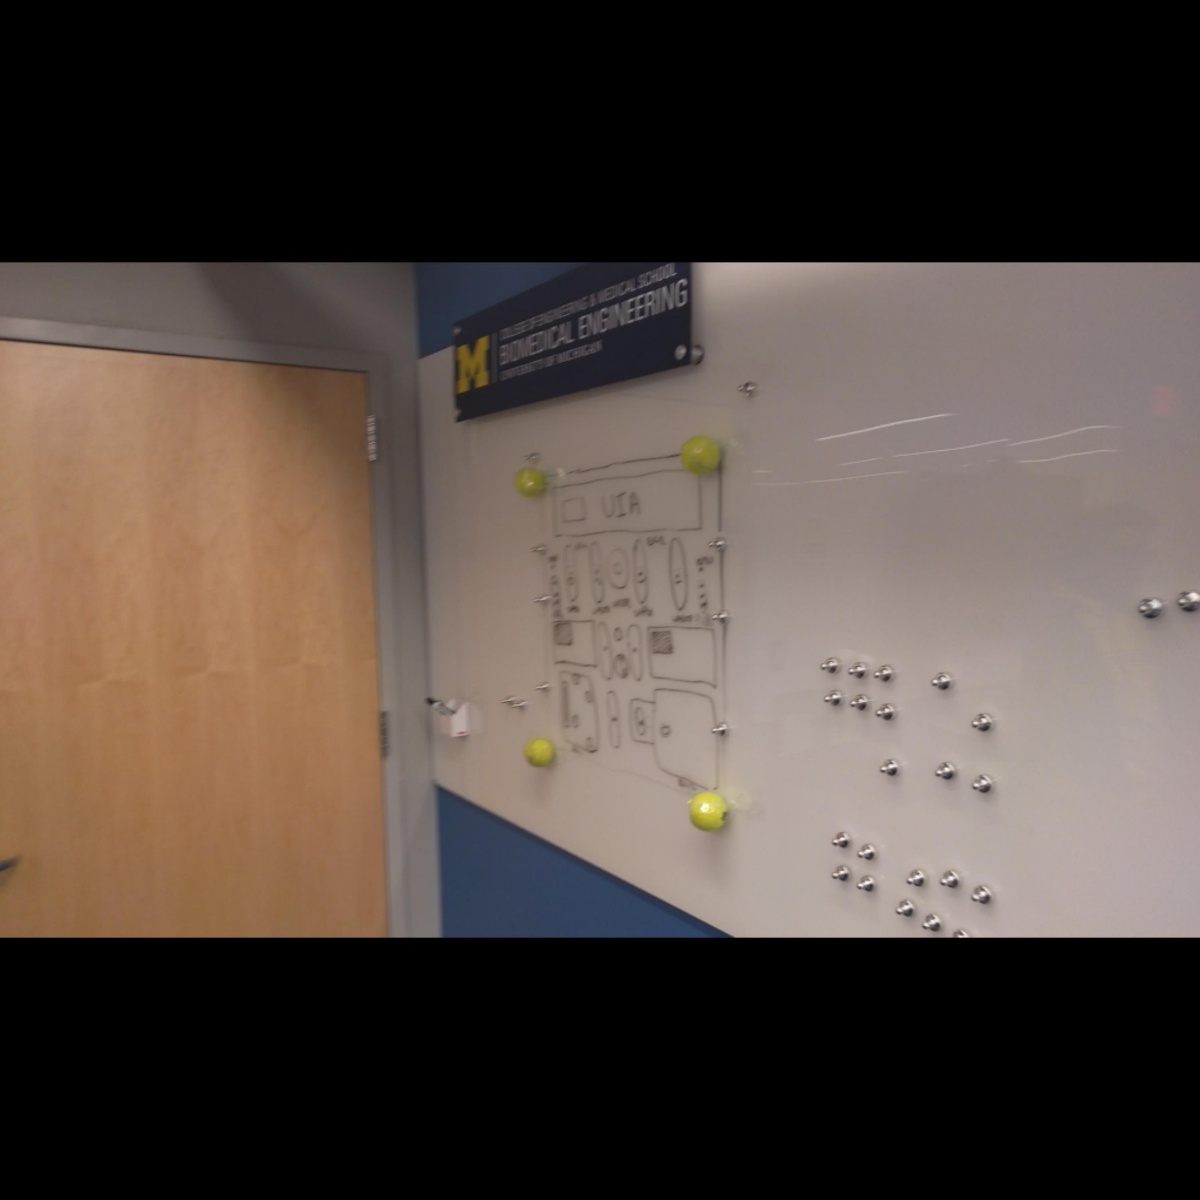 M
COLLEGE OF ENGINEERING & MEDICAL SCHOOL
BIOMEDICAL ENGINEERING
UNIVERSITY OF MICHIGAN
UIA